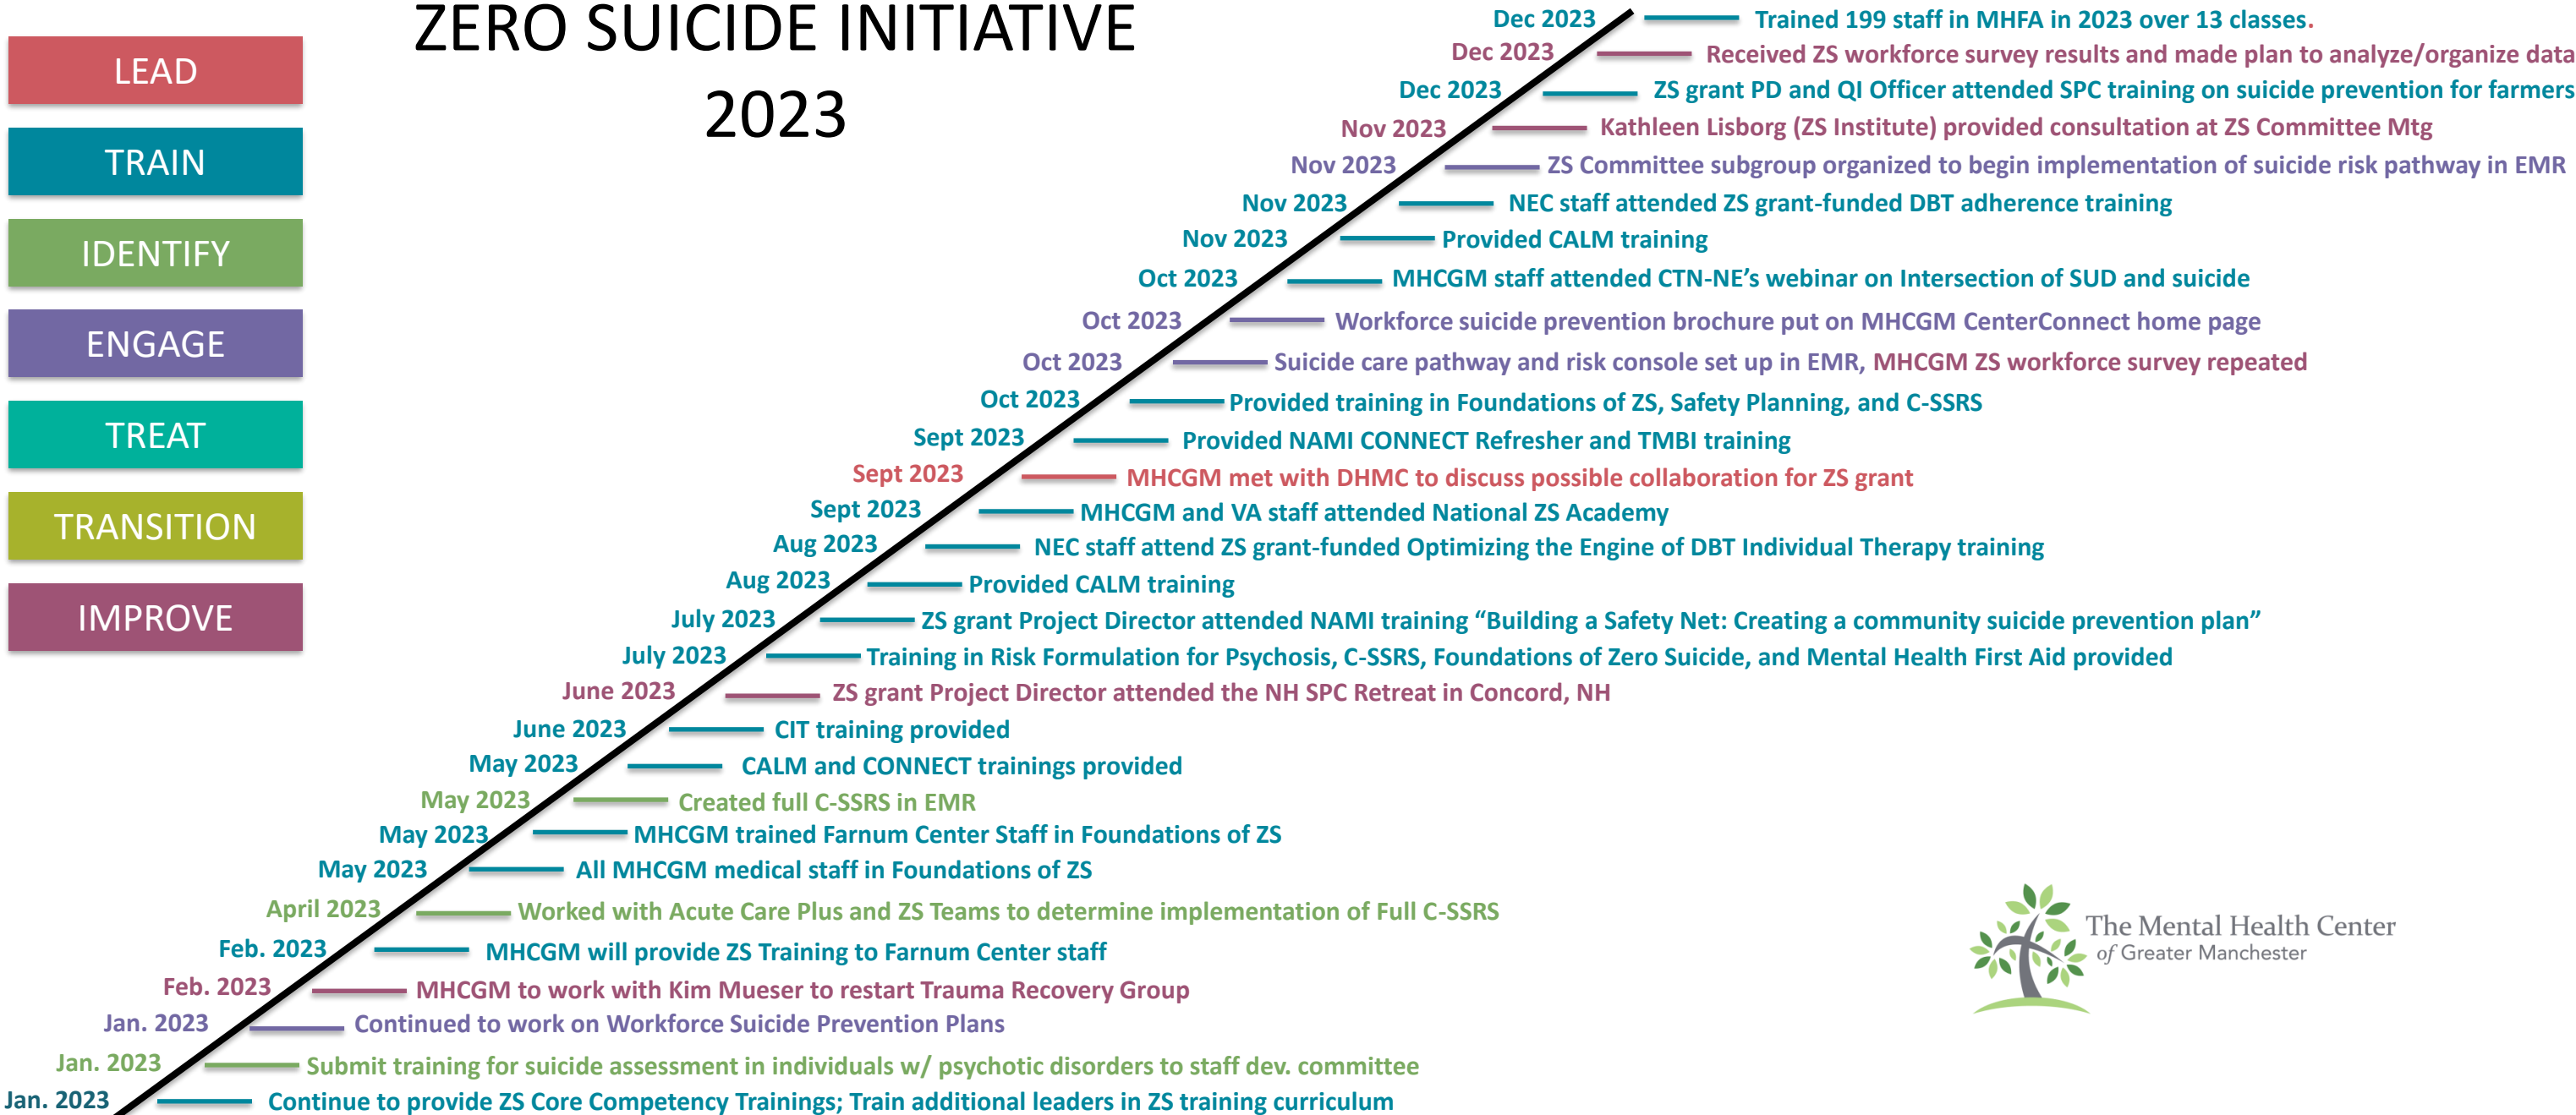 ZERO SUICIDE INITIATIVE
2023
LEAD
TRAIN
IDENTIFY
ENGAGE
TREAT
TRANSITION
IMPROVE
Dec 2023 Trained 199 staff in MHFA in 2023 over 13 classes.
Dec 2023 Received ZS workforce survey results and made plan to analyze/organize data
Dec 2023 ZS grant PD and QI Officer attended SPC training on suicide prevention for farmers
Nov 2023 Kathleen Lisborg (ZS Institute) provided consultation at ZS Committee Mtg
Nov 2023 ZS Committee subgroup organized to begin implementation of suicide risk pathway in EMR
Nov 2023 NEC staff attended ZS grant-funded DBT adherence training
Nov 2023 Provided CALM training
Oct 2023 MHCGM staff attended CTN-NE’s webinar on Intersection of SUD and suicide
Oct 2023 Workforce suicide prevention brochure put on MHCGM CenterConnect home page
Oct 2023 Suicide care pathway and risk console set up in EMR, MHCGM ZS workforce survey repeated
Oct 2023 Provided training in Foundations of ZS, Safety Planning, and C-SSRS
Sept 2023 Provided NAMI CONNECT Refresher and TMBI training
Sept 2023 MHCGM met with DHMC to discuss possible collaboration for ZS grant
Sept 2023 MHCGM and VA staff attended National ZS Academy
Aug 2023 NEC staff attend ZS grant-funded Optimizing the Engine of DBT Individual Therapy training
Aug 2023 Provided CALM training
July 2023 ZS grant Project Director attended NAMI training “Building a Safety Net: Creating a community suicide prevention plan”
July 2023 Training in Risk Formulation for Psychosis, C-SSRS, Foundations of Zero Suicide, and Mental Health First Aid provided
June 2023 ZS grant Project Director attended the NH SPC Retreat in Concord, NH
June 2023 CIT training provided
May 2023 CALM and CONNECT trainings provided
May 2023 Created full C-SSRS in EMR
May 2023 MHCGM trained Farnum Center Staff in Foundations of ZS
May 2023 All MHCGM medical staff in Foundations of ZS
April 2023 Worked with Acute Care Plus and ZS Teams to determine implementation of Full C-SSRS
Feb. 2023 MHCGM will provide ZS Training to Farnum Center staff
Feb. 2023 MHCGM to work with Kim Mueser to restart Trauma Recovery Group
Jan. 2023 Continued to work on Workforce Suicide Prevention Plans
Jan. 2023 Submit training for suicide assessment in individuals w/ psychotic disorders to staff dev. committee
Jan. 2023 Continue to provide ZS Core Competency Trainings; Train additional leaders in ZS training curriculum
The Mental Health Center
of Greater Manchester